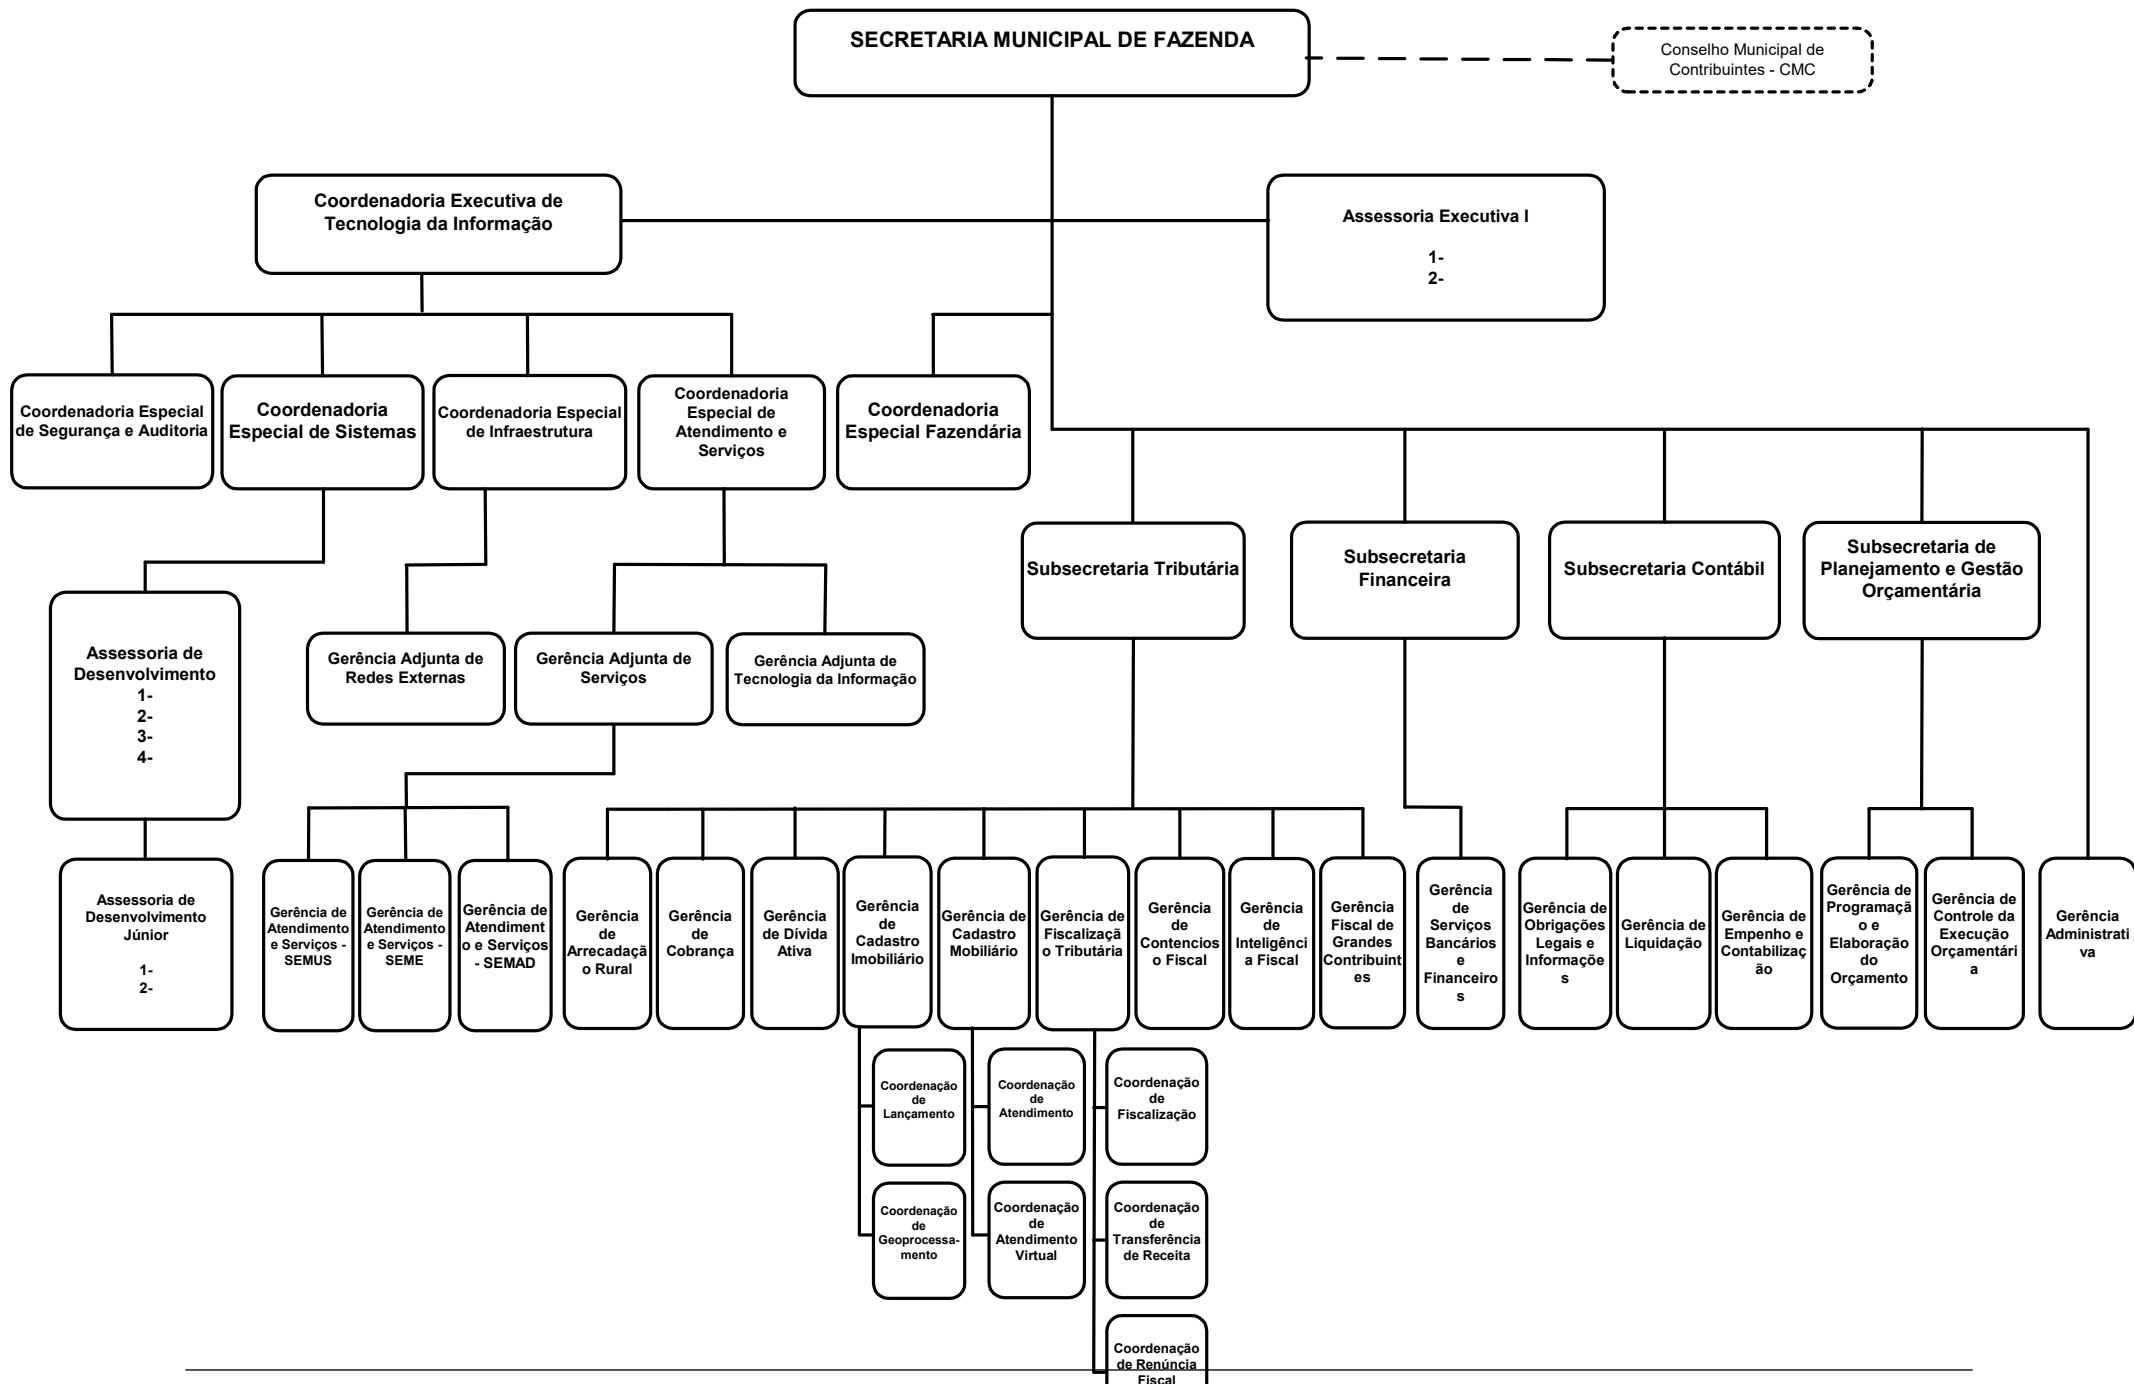 SECRETARIA MUNICIPAL DE FAZENDA
Conselho Municipal de
Contribuintes - CMC
Coordenadoria Executiva de
Tecnologia da Informação
Assessoria Executiva I
1-
2-
Coordenadoria Especial
de Segurança e Auditoria
Coordenadoria
Especial de Sistemas
Coordenadoria Especial
de Infraestrutura
Coordenadoria
Especial de
Atendimento e
Serviços
Coordenadoria
Especial Fazendária
Subsecretaria Tributária
Subsecretaria
Financeira
Subsecretaria Contábil
Subsecretaria de
Planejamento e Gestão
Orçamentária
Assessoria de
Desenvolvimento
1-
2-
3-
4-
Gerência Adjunta de
Redes Externas
Gerência Adjunta de
Serviços
Gerência Adjunta de
Tecnologia da Informação
Assessoria de
Desenvolvimento
Júnior
1-
2-
Gerência de
Atendimento
e Serviços -
SEMUS
Gerência de
Atendimento
e Serviços -
SEME
Gerência de
Atendiment
o e Serviços
- SEMAD
Gerência
de
Arrecadaçã
o Rural
Gerência
de
Cobrança
Gerência
de Dívida
Ativa
Gerência
de
Cadastro
Imobiliário
Gerência de
Cadastro
Mobiliário
Gerência de
Fiscalizaçã
o Tributária
Gerência
de
Contencios
o Fiscal
Gerência
de
Inteligênci
a Fiscal
Gerência
Fiscal de
Grandes
Contribuint
es
Gerência
de
Serviços
Bancários
e
Financeiro
s
Gerência de
Obrigações
Legais e
Informaçõe
s
Gerência de
Liquidação
Gerência de
Empenho e
Contabilizaç
ão
Gerência de
Programaçã
o e
Elaboração
do
Orçamento
Gerência de
Controle da
Execução
Orçamentári
a
Gerência
Administrati
va
Coordenação
de
Lançamento
Coordenação
de
Atendimento
Coordenação
de
Fiscalização
Coordenação
de
Geoprocessa-
mento
Coordenação
de
Atendimento
Virtual
Coordenação
de
Transferência
de Receita
Coordenação
de Renúncia
Fiscal